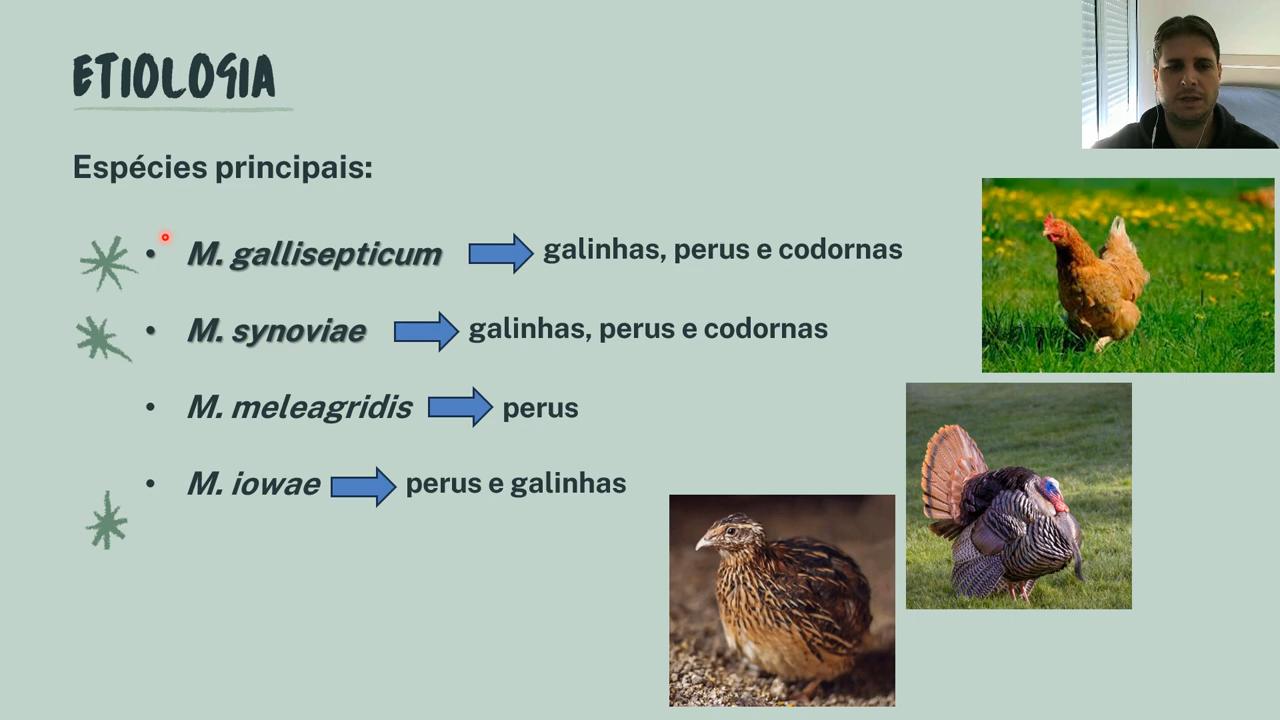 ETIOLOGIA
Espécies principais:
• M. gallisepticum galinhas, perus e codornas
• M. synoviae galinhas, perus e codornas
• M. meleagridis perus
• M. iowae perus e galinhas